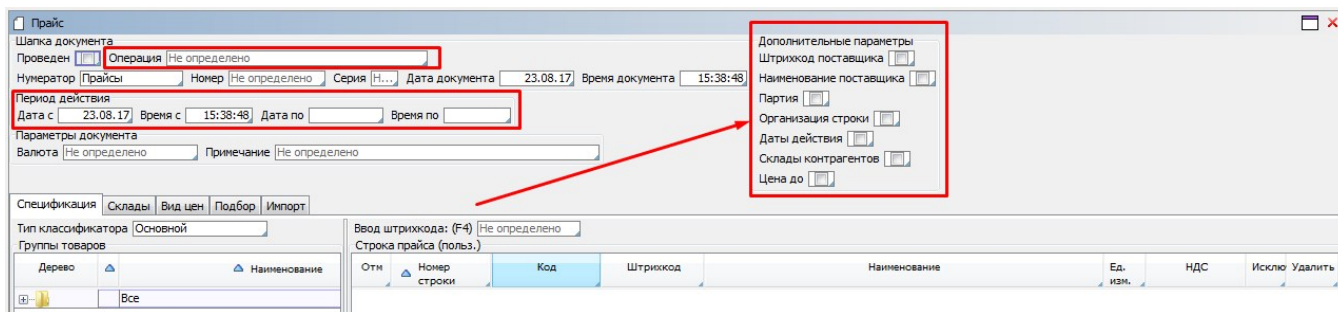 Прайс
Шапка документа
Проведен Операция Не определено
Нумератор Прайсы Номер Не определено Серия Н... Дата документа 23.08.17 Время документа 15:38:48
Период действия
Дата с 23.08.17 Время с 15:38:48 Дата по Время по
Параметры документа
Валюта Не определено Примечание Не определено
Дополнительные параметры
Штрихкод поставщика
Наименование поставщика
Партия
Организация строки
Даты действия
Склады контрагентов
Цена до
Спецификация Склады Вид цен Подбор Импорт
Тип классификатора Основной
Группы товаров
Дерево Наименование
Все
Ввод штрихкода: (F4) Не определено
Строка прайса (польз.)
Отм Номер строки Код Штрихкод Наименование Ед. изм. НДС Исклю Удалить